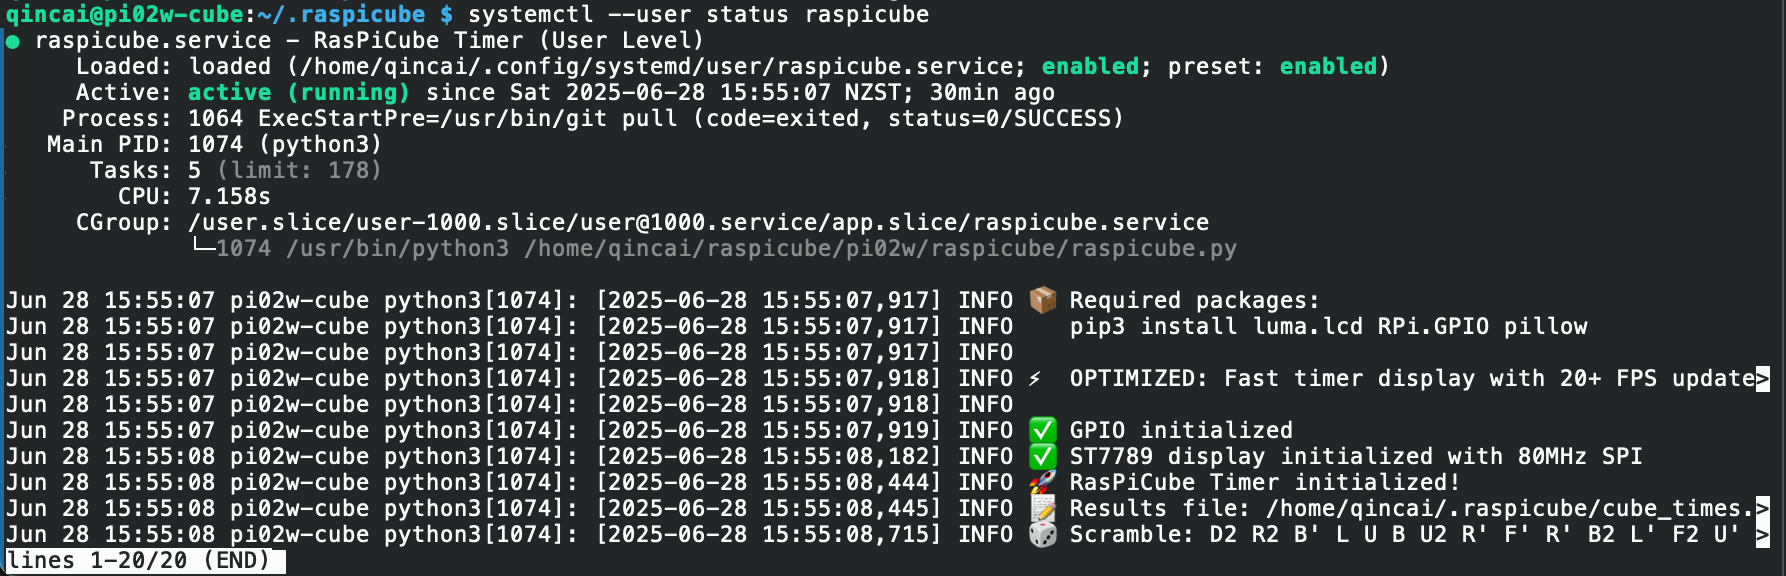 qincai@pi02w-cube:~/.raspicube $ systemctl --user status raspicube
● raspicube.service - RasPiCube Timer (User Level)
     Loaded: loaded (/home/qincai/.config/systemd/user/raspicube.service; enabled; preset: enabled)
     Active: active (running) since Sat 2025-06-28 15:55:07 NZST; 30min ago
    Process: 1064 ExecStartPre=/usr/bin/git pull (code=exited, status=0/SUCCESS)
   Main PID: 1074 (python3)
      Tasks: 5 (limit: 178)
        CPU: 7.158s
     CGroup: /user.slice/user-1000.slice/user@1000.service/app.slice/raspicube.service
             └─1074 /usr/bin/python3 /home/qincai/raspicube/pi02w/raspicube/raspicube.py

Jun 28 15:55:07 pi02w-cube python3[1074]: [2025-06-28 15:55:07,917] INFO 📦 Required packages:
Jun 28 15:55:07 pi02w-cube python3[1074]: [2025-06-28 15:55:07,917] INFO    pip3 install luma.lcd RPi.GPIO pillow
Jun 28 15:55:07 pi02w-cube python3[1074]: [2025-06-28 15:55:07,917] INFO
Jun 28 15:55:07 pi02w-cube python3[1074]: [2025-06-28 15:55:07,918] INFO ⚡ OPTIMIZED: Fast timer display with 20+ FPS update>
Jun 28 15:55:07 pi02w-cube python3[1074]: [2025-06-28 15:55:07,918] INFO
Jun 28 15:55:07 pi02w-cube python3[1074]: [2025-06-28 15:55:07,919] INFO ✅ GPIO initialized
Jun 28 15:55:08 pi02w-cube python3[1074]: [2025-06-28 15:55:08,182] INFO ✅ ST7789 display initialized with 80MHz SPI
Jun 28 15:55:08 pi02w-cube python3[1074]: [2025-06-28 15:55:08,444] INFO 🚀 RasPiCube Timer initialized!
Jun 28 15:55:08 pi02w-cube python3[1074]: [2025-06-28 15:55:08,445] INFO 📝 Results file: /home/qincai/.raspicube/cube_times.>
Jun 28 15:55:08 pi02w-cube python3[1074]: [2025-06-28 15:55:08,715] INFO 🎲 Scramble: D2 R2 B' L U B U2 R' F' R' B2 L' F2 U' >
lines 1-20/20 (END)